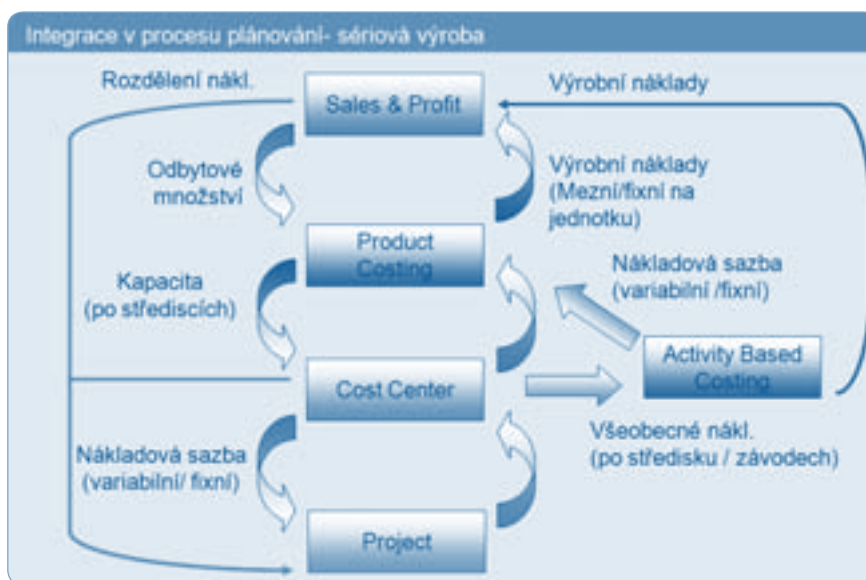 Integrace v procesu plánování- sériová výroba
Rozdělení nákl.
Sales & Profit
Výrobní náklady
Odbytové
množství
Výrobní náklady
(Mezní/fixní na
jednotku)
Product
Costing
Kapacita
(po střediscích)
Nákladová sazba
(variabilní /fixní)
Cost Center
Activity Based
Costing
Nákladová sazba
(variabilní/ fixní)
Všeobecné nákl.
(po středisku / závodech)
Project